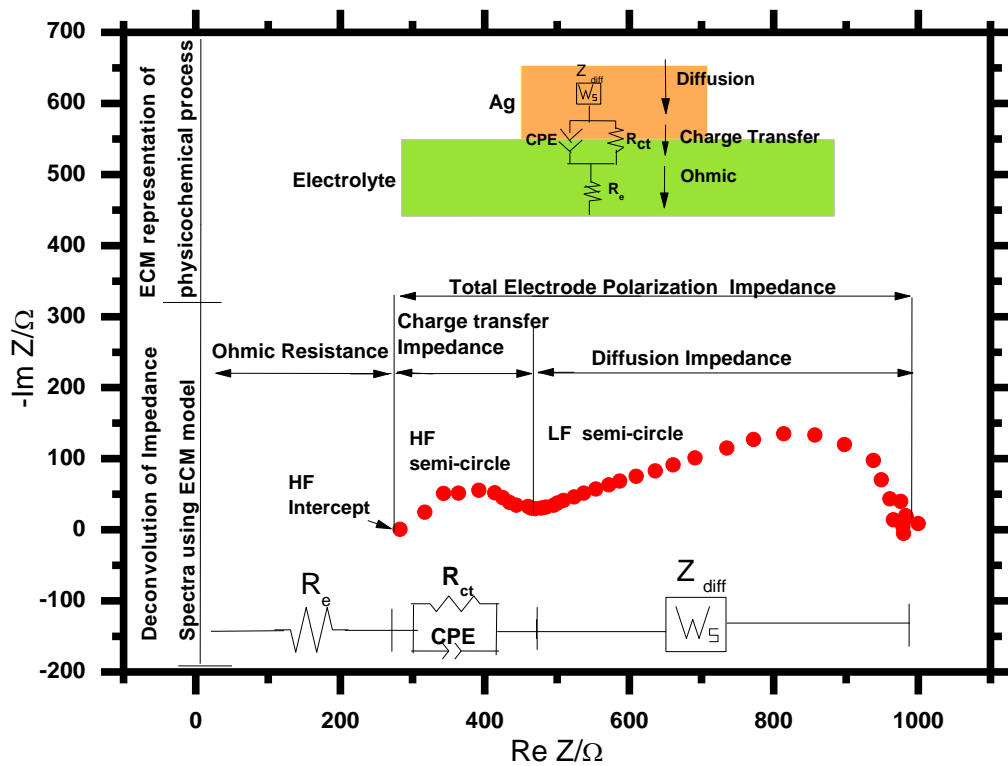 700
600
500
400
300
200
100
0
-100
-200
-Im Z/Ω
ECM representation of
physicochemical process
Deconvolution of Impedance
Spectra using ECM model
Z diff
Ws
Diffusion
Ag
CPE
Rct
Charge Transfer
Electrolyte
Re
Ohmic
Total Electrode Polarization Impedance
Charge transfer
Impedance
Ohmic Resistance
Diffusion Impedance
HF
semi-circle
LF semi-circle
HF
Intercept
Re
Rct
CPE
Z diff
Ws
0 200 400 600 800 1000
Re Z/Ω